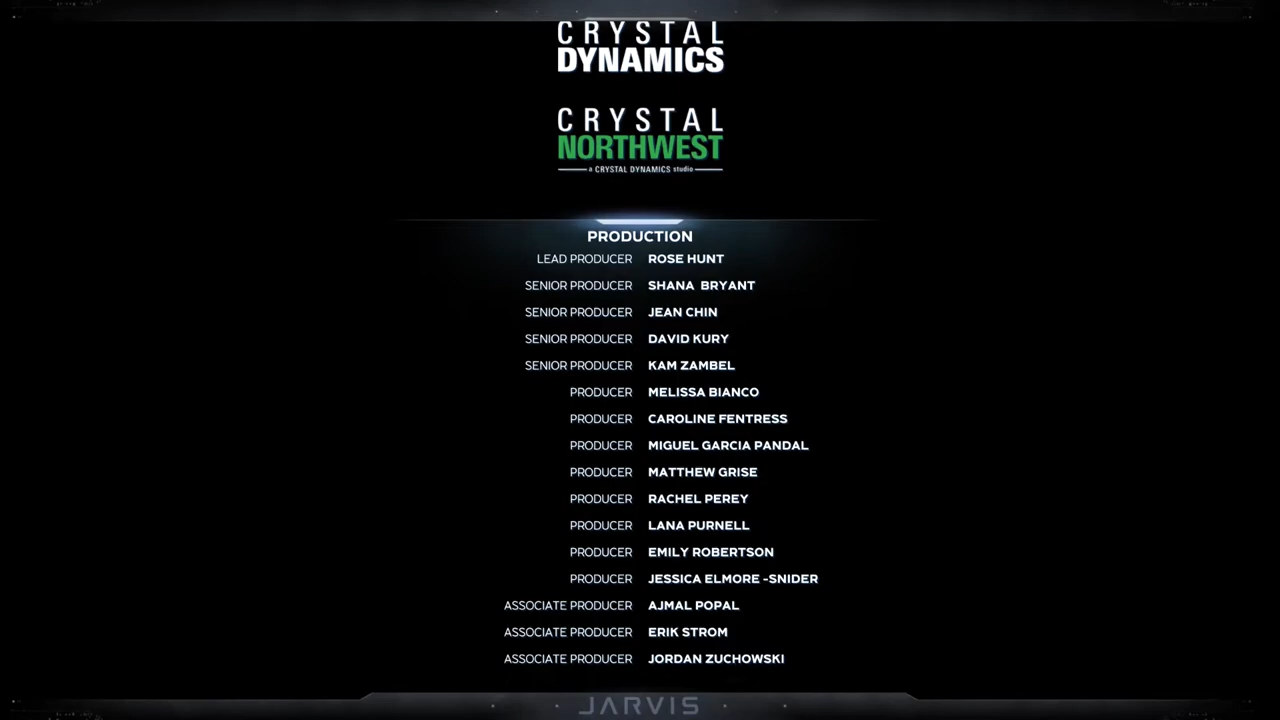 CRYSTAL
DYNAMICS
CRYSTAL
NORTHWEST
a CRYSTAL DYNAMICS studio
PRODUCTION
LEAD PRODUCER ROSE HUNT
SENIOR PRODUCER SHANA BRYANT
SENIOR PRODUCER JEAN CHIN
SENIOR PRODUCER DAVID KURY
SENIOR PRODUCER KAM ZAMBEL
PRODUCER MELISSA BIANCO
PRODUCER CAROLINE FENTRESS
PRODUCER MIGUEL GARCIA PANDAL
PRODUCER MATTHEW GRISE
PRODUCER RACHEL PEREY
PRODUCER LANA PURNELL
PRODUCER EMILY ROBERTSON
PRODUCER JESSICA ELMORE -SNIDER
ASSOCIATE PRODUCER AJMAL POPAL
ASSOCIATE PRODUCER ERIK STROM
ASSOCIATE PRODUCER JORDAN ZUCHOWSKI
JARVIS